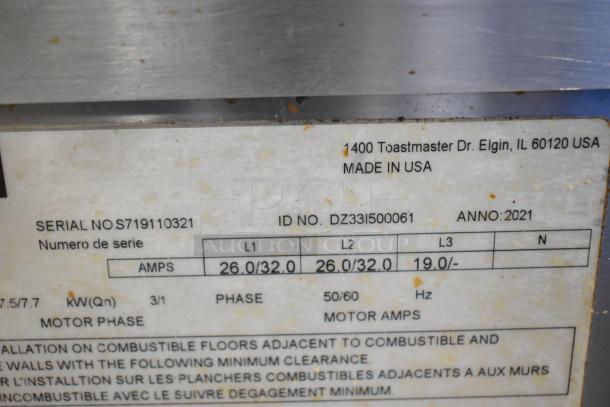 1400 Toastmaster Dr. Elgin, IL 60120 USA
MADE IN USA
SERIAL NO.S719110321 ID NO. DZ33I500061 ANNO: 2021
Numero de serie L1 L2 L3 N
AUCTION GROUP
AMPS 26.0/32.0 26.0/32.0 19.0/-
7.5/7.7 kW(Qn) 3/1 PHASE 50/60 Hz
MOTOR PHASE MOTOR AMPS
ALLATION ON COMBUSTIBLE FLOORS ADJACENT TO COMBUSTIBLE AND
WALLS WITH THE FOLLOWING MINIMUM CLEARANCE.
R L'INSTALLTION SUR LES PLANCHERS COMBUSTIBLES ADJACENTS A AUX MURS
INCOMBUSTIBLE AVEC LE SUIVRE DEGAGEMENT MINIMUM.